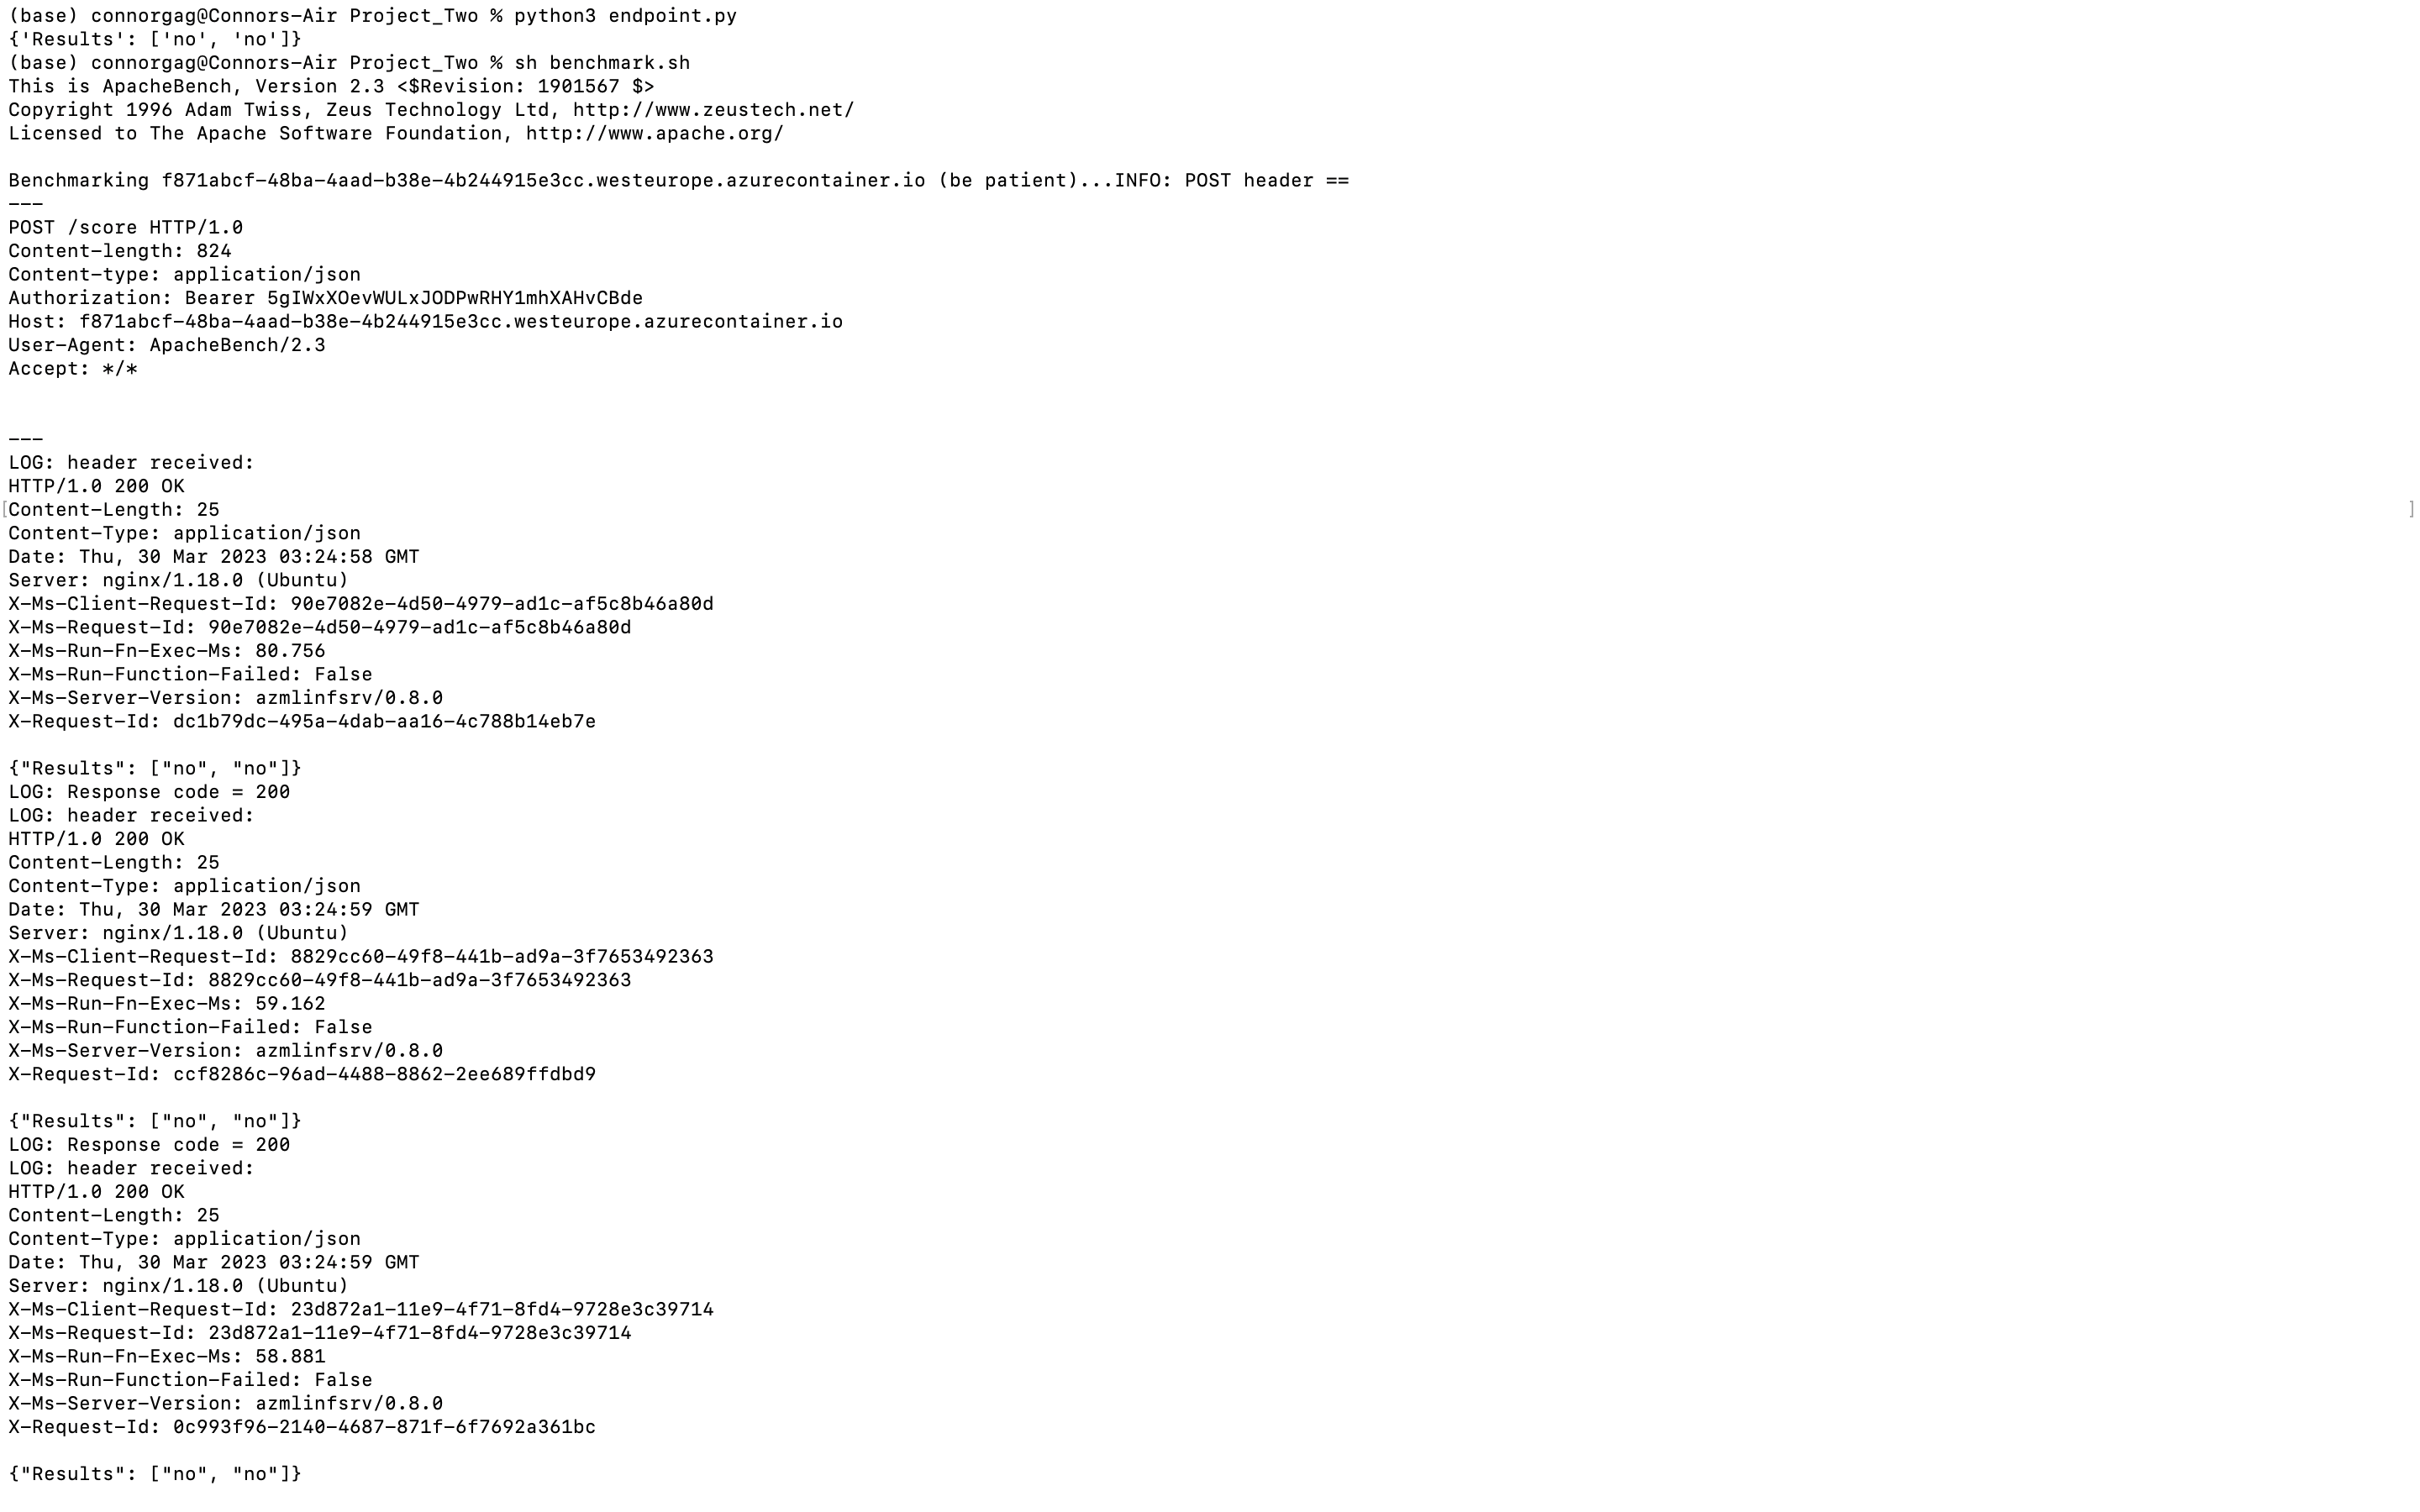 (base) connorgag@Connors-Air Project_Two % python3 endpoint.py
{'Results': ['no', 'no']}
(base) connorgag@Connors-Air Project_Two % sh benchmark.sh
This is ApacheBench, Version 2.3 <$Revision: 1901567 $>
Copyright 1996 Adam Twiss, Zeus Technology Ltd, http://www.zeustech.net/
Licensed to The Apache Software Foundation, http://www.apache.org/

Benchmarking f871abcf-48ba-4aad-b38e-4b244915e3cc.westeurope.azurecontainer.io (be patient)...INFO: POST header ==
---
POST /score HTTP/1.0
Content-length: 824
Content-type: application/json
Authorization: Bearer 5gIWxXOevWULxJODPwRHY1mhXAHvCBde
Host: f871abcf-48ba-4aad-b38e-4b244915e3cc.westeurope.azurecontainer.io
User-Agent: ApacheBench/2.3
Accept: */*


---
LOG: header received:
HTTP/1.0 200 OK
[Content-Length: 25 ]
Content-Type: application/json
Date: Thu, 30 Mar 2023 03:24:58 GMT
Server: nginx/1.18.0 (Ubuntu)
X-Ms-Client-Request-Id: 90e7082e-4d50-4979-ad1c-af5c8b46a80d
X-Ms-Request-Id: 90e7082e-4d50-4979-ad1c-af5c8b46a80d
X-Ms-Run-Fn-Exec-Ms: 80.756
X-Ms-Run-Function-Failed: False
X-Ms-Server-Version: azmlinfsrv/0.8.0
X-Request-Id: dc1b79dc-495a-4dab-aa16-4c788b14eb7e

{"Results": ["no", "no"]}
LOG: Response code = 200
LOG: header received:
HTTP/1.0 200 OK
Content-Length: 25
Content-Type: application/json
Date: Thu, 30 Mar 2023 03:24:59 GMT
Server: nginx/1.18.0 (Ubuntu)
X-Ms-Client-Request-Id: 8829cc60-49f8-441b-ad9a-3f7653492363
X-Ms-Request-Id: 8829cc60-49f8-441b-ad9a-3f7653492363
X-Ms-Run-Fn-Exec-Ms: 59.162
X-Ms-Run-Function-Failed: False
X-Ms-Server-Version: azmlinfsrv/0.8.0
X-Request-Id: ccf8286c-96ad-4488-8862-2ee689ffdbd9

{"Results": ["no", "no"]}
LOG: Response code = 200
LOG: header received:
HTTP/1.0 200 OK
Content-Length: 25
Content-Type: application/json
Date: Thu, 30 Mar 2023 03:24:59 GMT
Server: nginx/1.18.0 (Ubuntu)
X-Ms-Client-Request-Id: 23d872a1-11e9-4f71-8fd4-9728e3c39714
X-Ms-Request-Id: 23d872a1-11e9-4f71-8fd4-9728e3c39714
X-Ms-Run-Fn-Exec-Ms: 58.881
X-Ms-Run-Function-Failed: False
X-Ms-Server-Version: azmlinfsrv/0.8.0
X-Request-Id: 0c993f96-2140-4687-871f-6f7692a361bc

{"Results": ["no", "no"]}